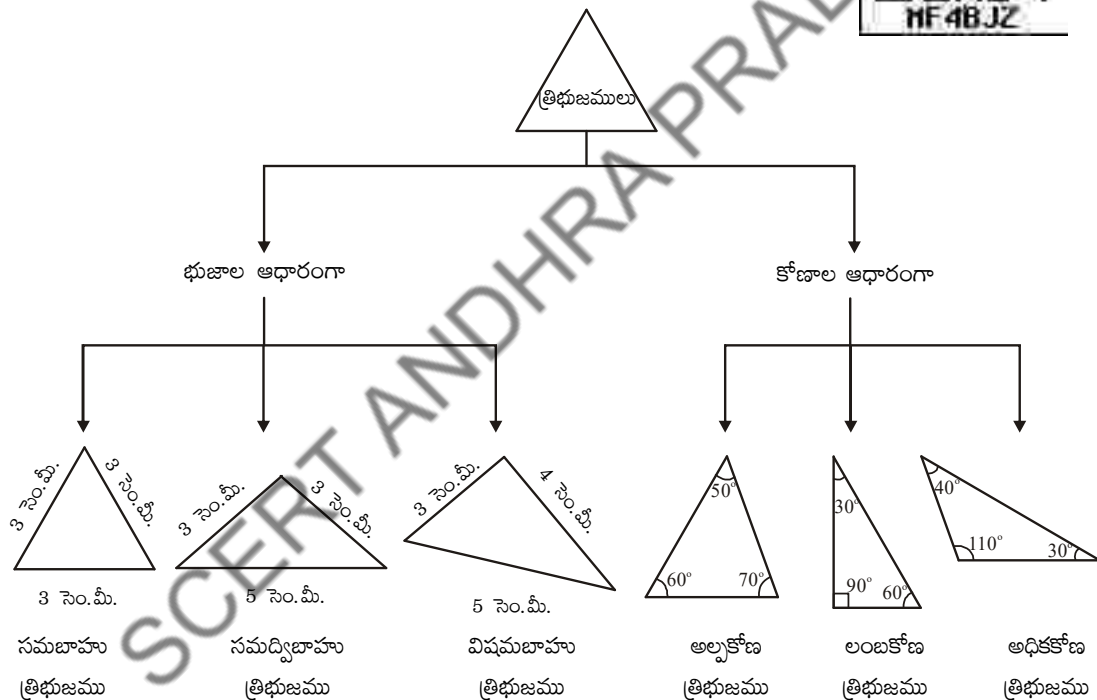 MF4BJZ
త్రిభుజములు
భుజాల ఆధారంగా
కోణాల ఆధారంగా
3 సెం.మీ.
3 సెం.మీ.
3 సెం.మీ.
సమబాహు
త్రిభుజము
3 సెం.మీ.
3 సెం.మీ.
5 సెం.మీ.
సమద్విబాహు
త్రిభుజము
3 సెం.మీ.
4 సెం.మీ.
5 సెం.మీ.
విషమబాహు
త్రిభుజము
50°
60°
70°
అల్పకోణ
త్రిభుజము
30°
90°
60°
లంబకోణ
త్రిభుజము
40°
110°
30°
అధికకోణ
త్రిభుజము
SCERT ANDHRA PRAD